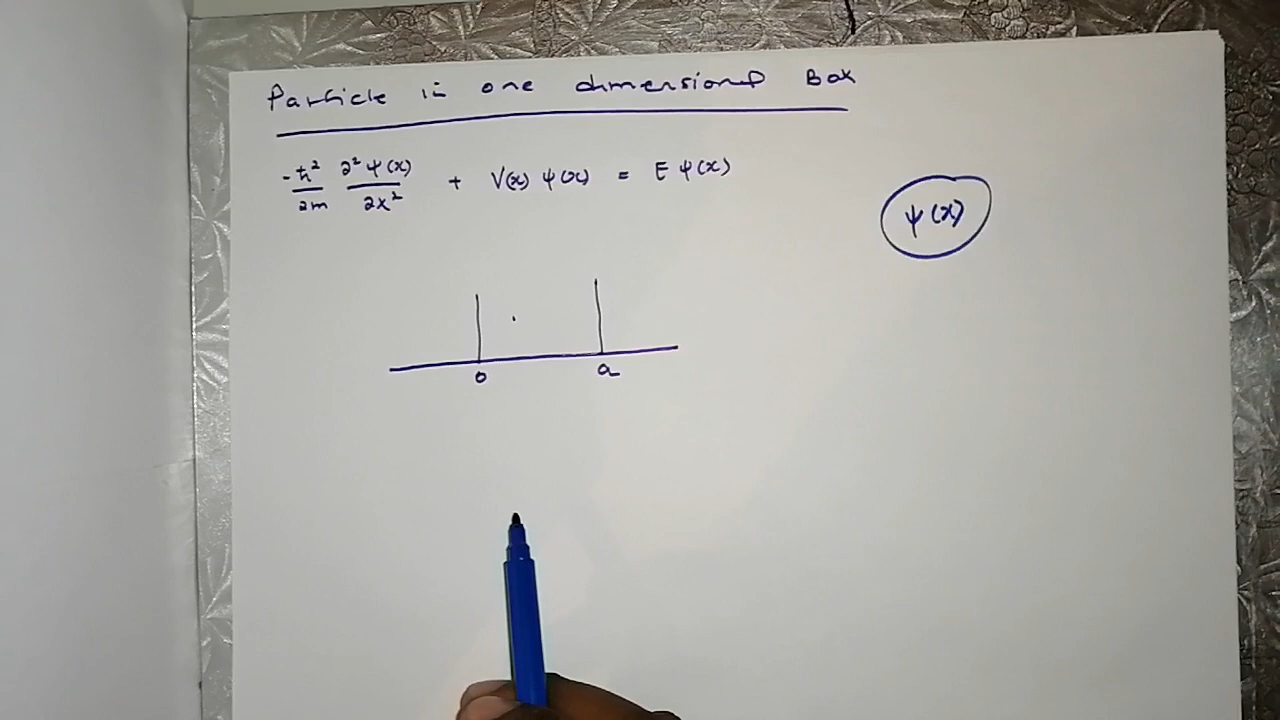 Particle in one dimensional Box
-ħ²/2m ∂²ψ(x)/∂x² + V(x) ψ(x) = E ψ(x)
ψ(x)
0 a